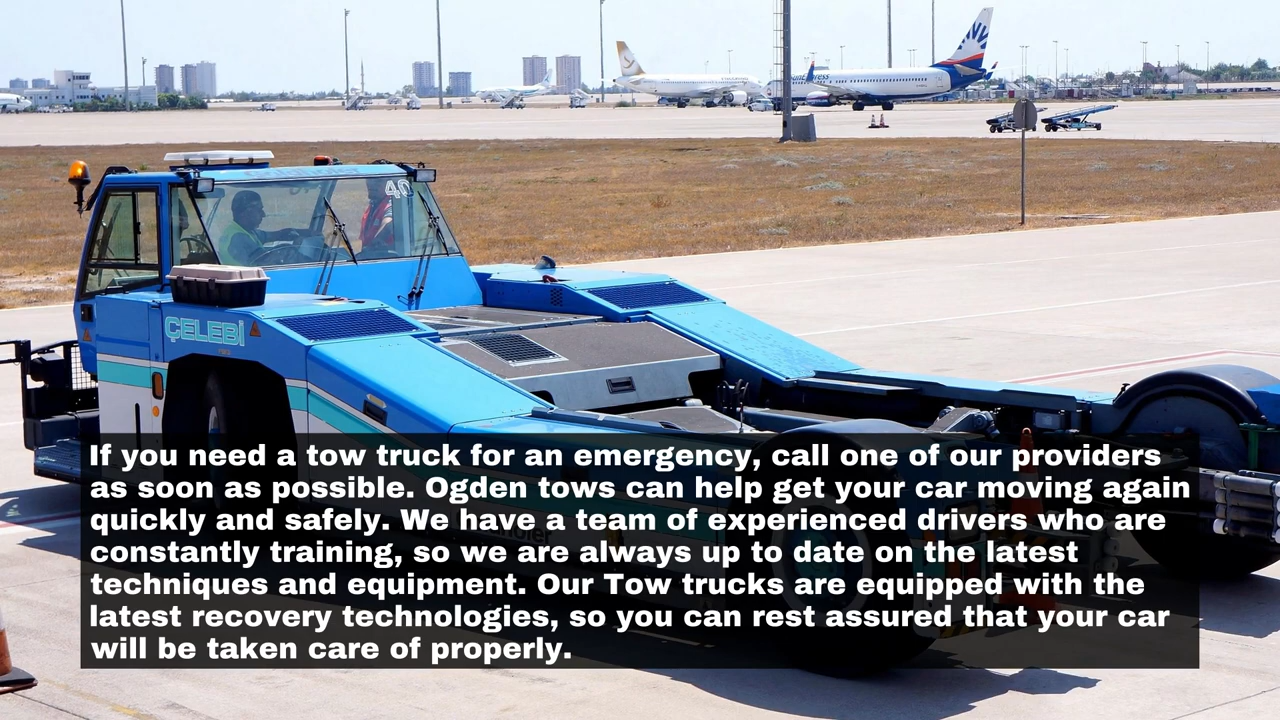 SunExpress
40
ÇELEBİ
If you need a tow truck for an emergency, call one of our providers
as soon as possible. Ogden tows can help get your car moving again
quickly and safely. We have a team of experienced drivers who are
constantly training, so we are always up to date on the latest
techniques and equipment. Our Tow trucks are equipped with the
latest recovery technologies, so you can rest assured that your car
will be taken care of properly.